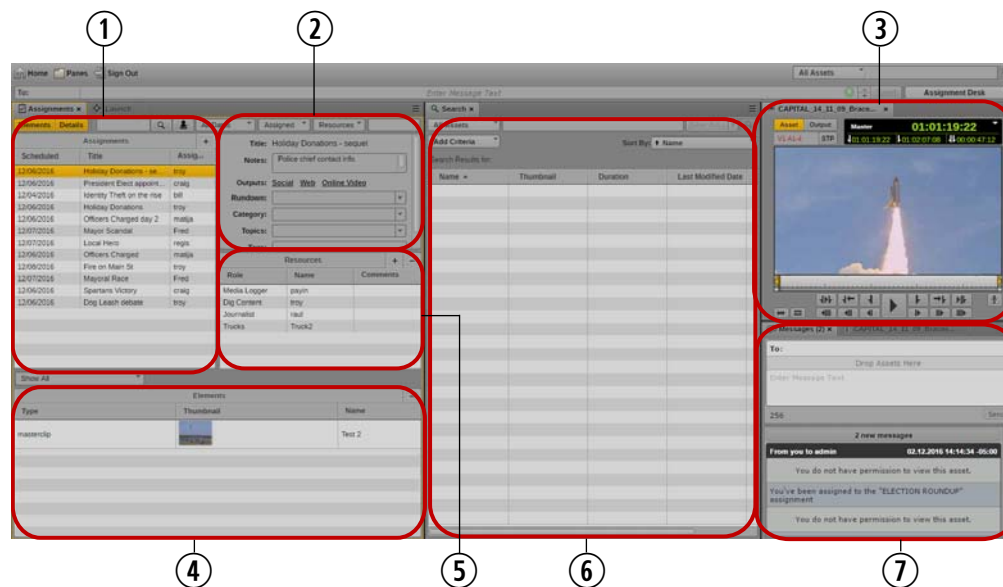 1 2 3
Home Panes Sign Out
All Assets
To:
Enter Message Text
Assignment Desk
Assignments × Launch
Elements Details
Assigned Resources
Assignments +
Scheduled Title Assig...
12/06/2016 Holiday Donations - se... troy
12/06/2016 President Elect appoint... craig
12/04/2016 Identity Theft on the rise bill
12/06/2016 Holiday Donations troy
12/06/2016 Officers Charged day 2 matija
12/07/2016 Mayor Scandal Fred
12/07/2016 Local Hero regis
12/06/2016 Officers Charged matija
12/08/2016 Fire on Main St troy
12/07/2016 Mayoral Race Fred
12/06/2016 Spartans Victory craig
12/06/2016 Dog Leach debate troy
Title: Holiday Donations - sequel
Notes: Police chief contact info.
Outputs: Social Web Online Video
Rundown:
Category:
Topics:
Resources + −
Role Name Comments
Media Logger payin
Dig Content troy
Journalist raul
Trucks Truck2
Show All
Elements
Type Thumbnail Name
masterclip Test 2
Search ×
All Assets
Add Criteria
Sort By: Name
Search Results for:
Name Thumbnail Duration Last Modified Date
CAPITAL_14_11_09_Brace... ×
Asset Output Master 01:01:19:22
V1 A1-8 STP 01:01:19:22 01:02:07:08 00:00:47:12
Messages (2) × CAPITAL_14_11_09_Brace...
To:
Drop Assets Here
Enter Message Text
256 Send
2 new messages
From you to admin 02.12.2016 14:14:34 -05:00
You do not have permission to view this asset.
You've been assigned to the "ELECTION ROUNDUP"
assignment
You do not have permission to view this asset.
4 5 6 7